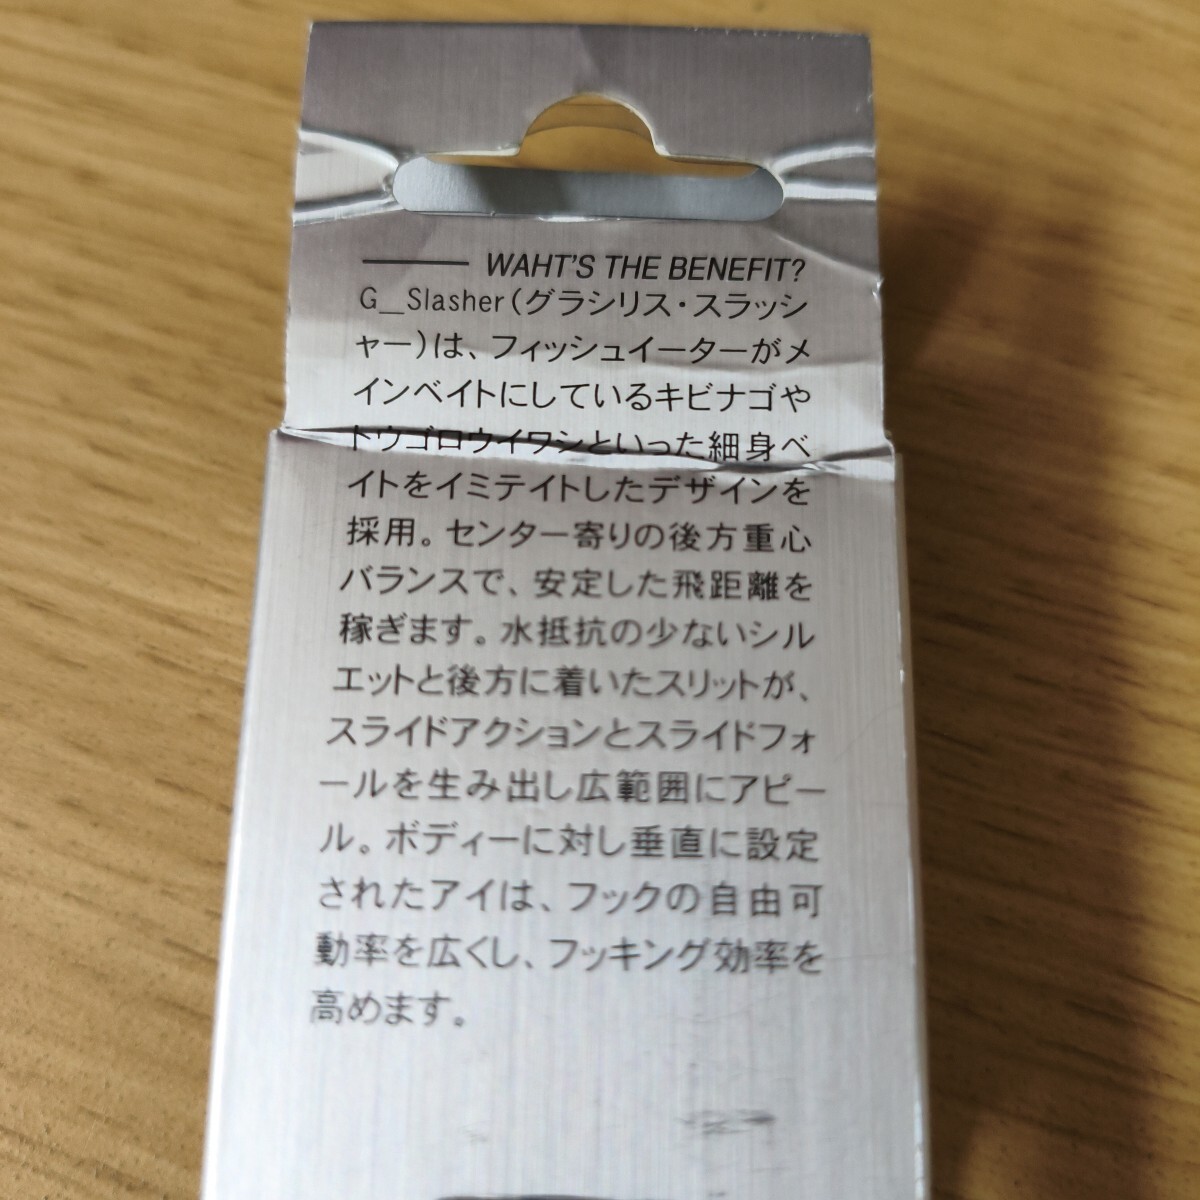 WAHT'S THE BENEFIT?
G_Slasher(グラシリス・スラッシ
ャー)は、フィッシュイーターがメ
インベイトにしているキビナゴや
トウゴロウイワシといった細身ベ
イトをイミテイトしたデザインを
採用。センター寄りの後方重心
バランスで、安定した飛距離を
稼ぎます。水抵抗の少ないシル
エットと後方に着いたスリットが、
スライドアクションとスライドフォ
ールを生み出し広範囲にアピー
ル。ボディーに対し垂直に設定
されたアイは、フックの自由可
動率を広くし、フッキング効率を
高めます。